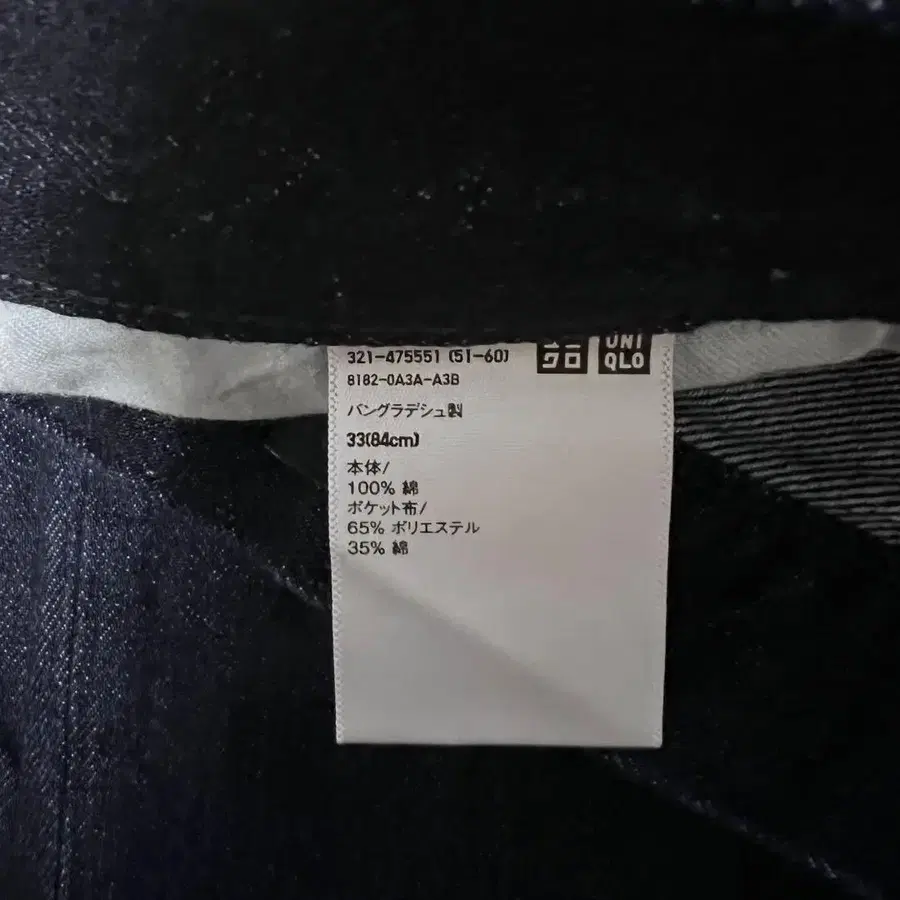 321-475551 (51-60)
ユニ
クロ
UNI
QLO
8182-0A3A-A3B
バングラデシュ製
33(84cm)
本体/
100% 綿
ポケット布/
65% ポリエステル
35% 綿